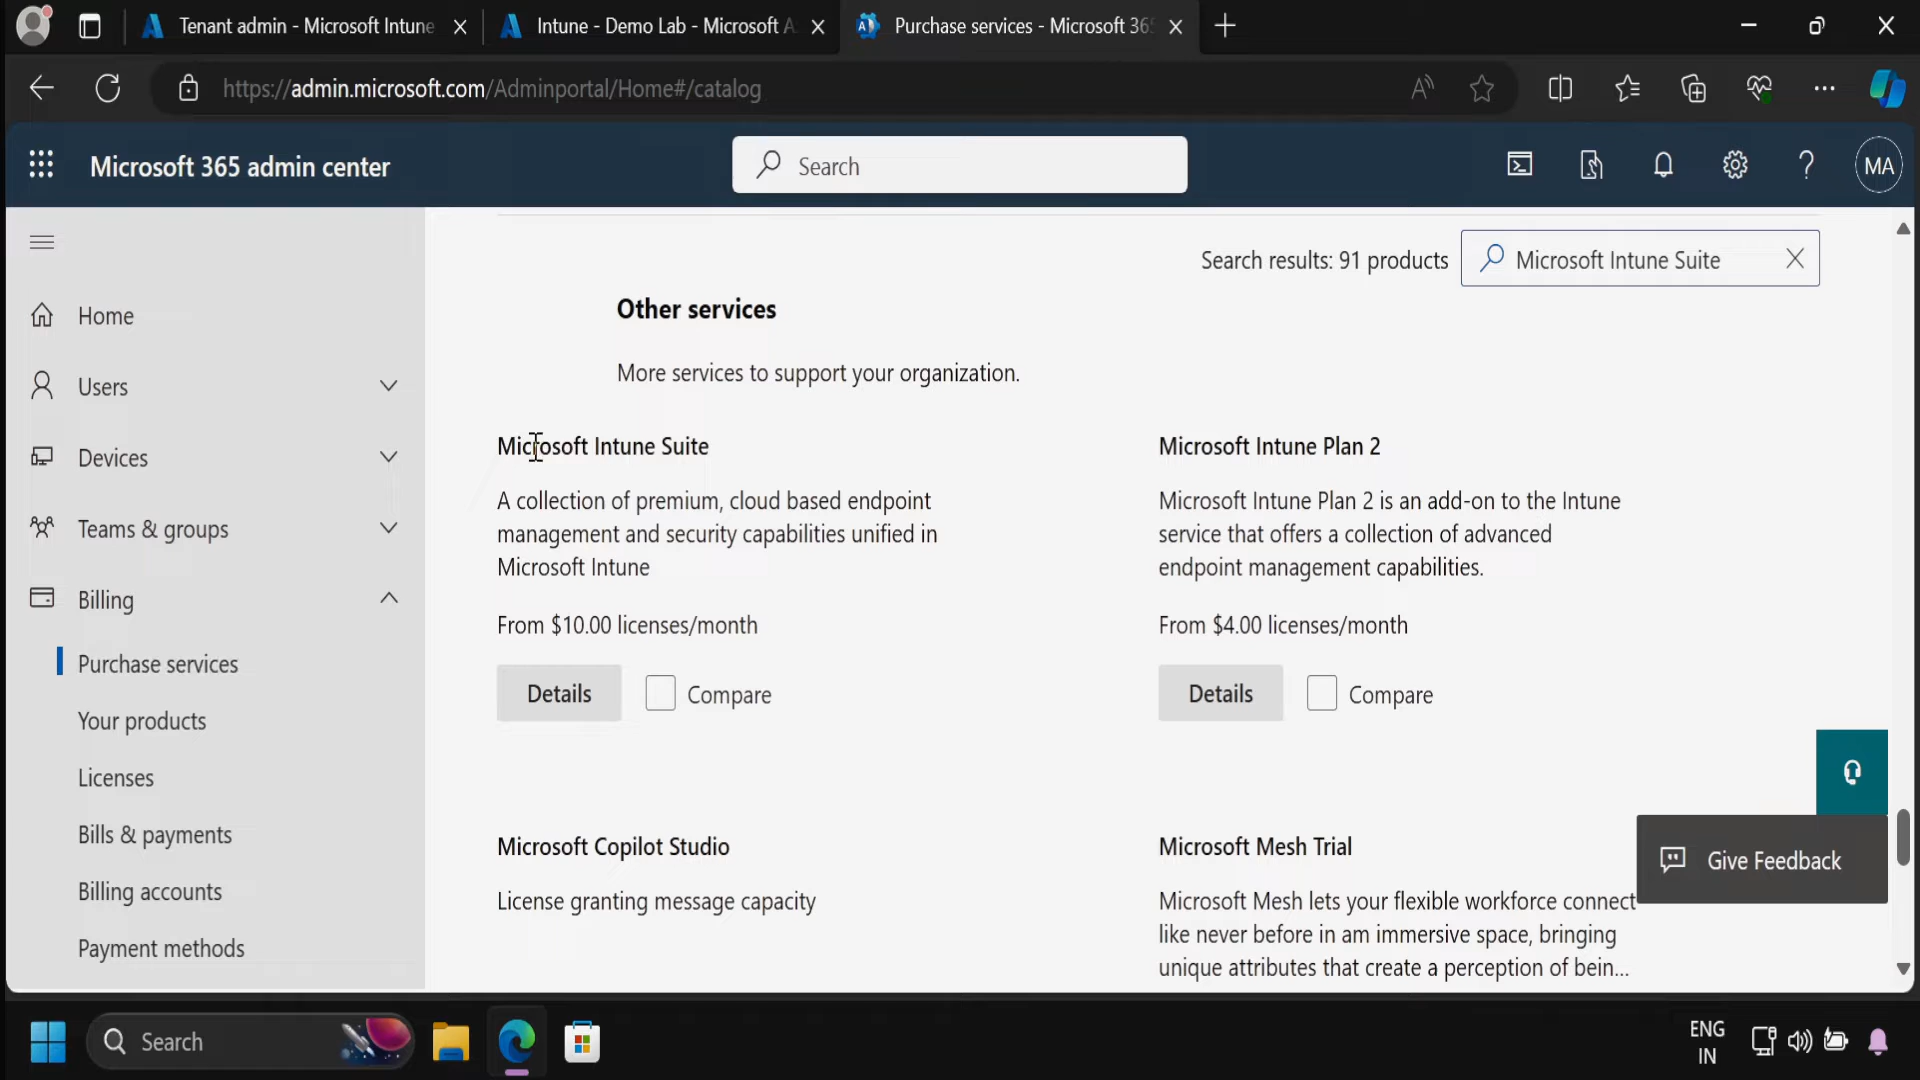 Tenant admin - Microsoft Intune
Intune - Demo Lab - Microsoft A
Purchase services - Microsoft 36
https://admin.microsoft.com/Adminportal/Home#/catalog
Microsoft 365 admin center
Search
MA
Home
Users
Devices
Teams & groups
Billing
Purchase services
Your products
Licenses
Bills & payments
Billing accounts
Payment methods
Search results: 91 products
Microsoft Intune Suite
Other services
More services to support your organization.
Microsoft Intune Suite
A collection of premium, cloud based endpoint
management and security capabilities unified in
Microsoft Intune
From $10.00 licenses/month
Details
Compare
Microsoft Intune Plan 2
Microsoft Intune Plan 2 is an add-on to the Intune
service that offers a collection of advanced
endpoint management capabilities.
From $4.00 licenses/month
Details
Compare
Microsoft Copilot Studio
License granting message capacity
Microsoft Mesh Trial
Microsoft Mesh lets your flexible workforce connect
like never before in am immersive space, bringing
unique attributes that create a perception of bein...
Give Feedback
Search
ENG
IN